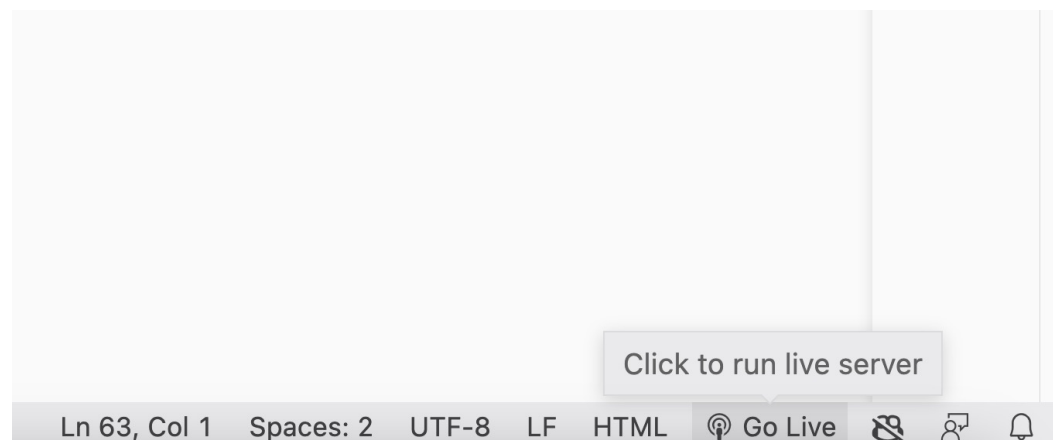 Click to run live server
Ln 63, Col 1 Spaces: 2 UTF-8 LF HTML Go Live